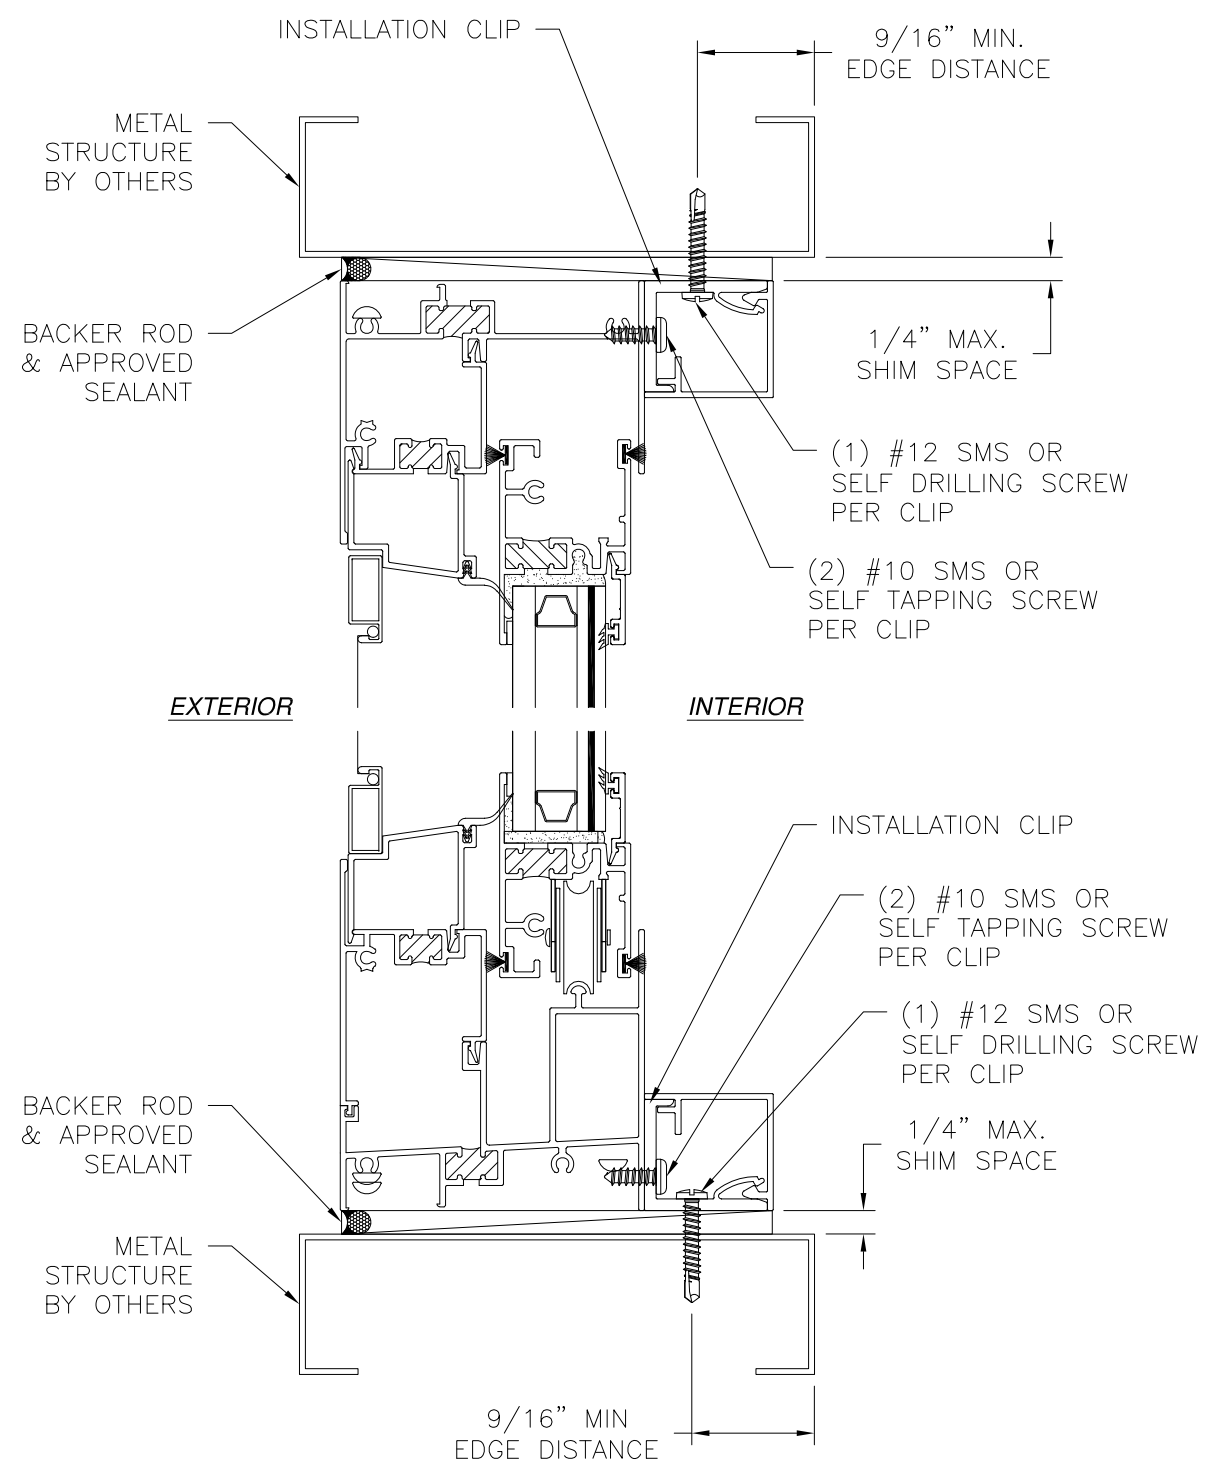 INSTALLATION CLIP
9/16" MIN.
EDGE DISTANCE
METAL
STRUCTURE
BY OTHERS
BACKER ROD
& APPROVED
SEALANT
1/4" MAX.
SHIM SPACE
(1) #12 SMS OR
SELF DRILLING SCREW
PER CLIP
(2) #10 SMS OR
SELF TAPPING SCREW
PER CLIP
EXTERIOR
INTERIOR
INSTALLATION CLIP
(2) #10 SMS OR
SELF TAPPING SCREW
PER CLIP
(1) #12 SMS OR
SELF DRILLING SCREW
PER CLIP
BACKER ROD
& APPROVED
SEALANT
1/4" MAX.
SHIM SPACE
METAL
STRUCTURE
BY OTHERS
9/16" MIN
EDGE DISTANCE